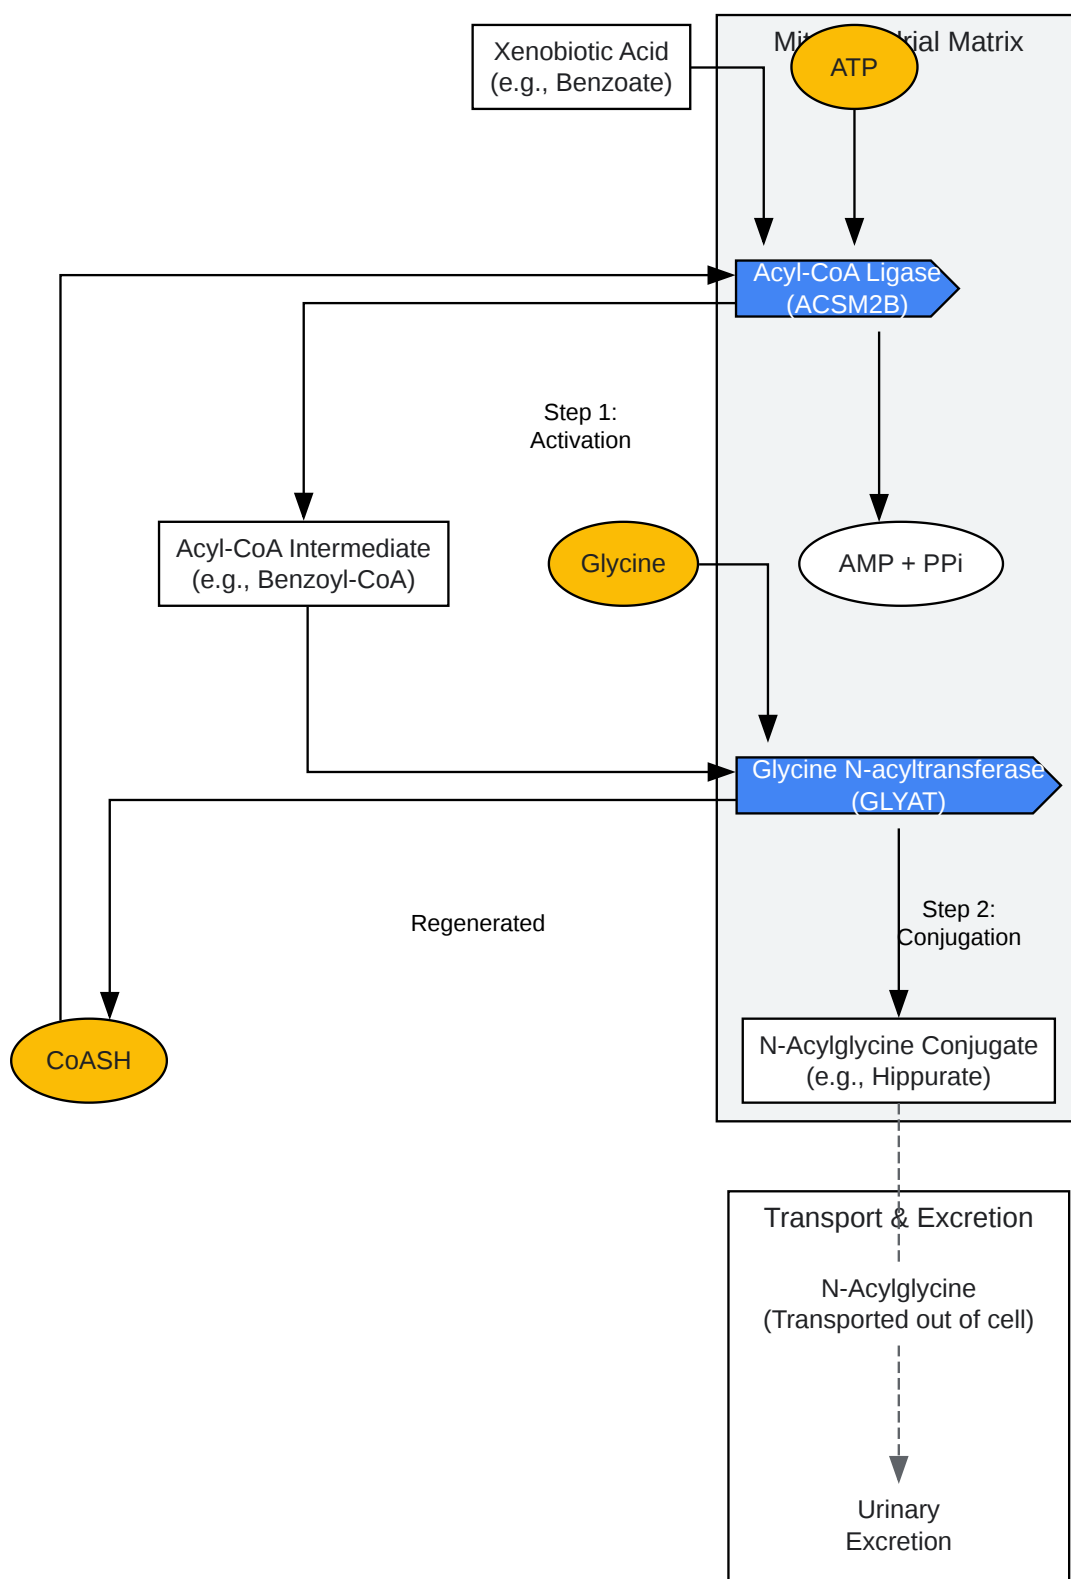 Xenobiotic Acid
(e.g., Benzoate)
Matrix
ATP
Acyl-CoA Ligase
(ACSM2B)
Step 1:
Activation
Acyl-CoA Intermediate
(e.g., Benzoyl-CoA)
Glycine
AMP + PPi
Glycine N-acyltransferase
(GLYAT)
Regenerated
Step 2:
Conjugation
CoASH
N-Acylglycine Conjugate
(e.g., Hippurate)
Transport & Excretion
N-Acylglycine
(Transported out of cell)
Urinary
Excretion